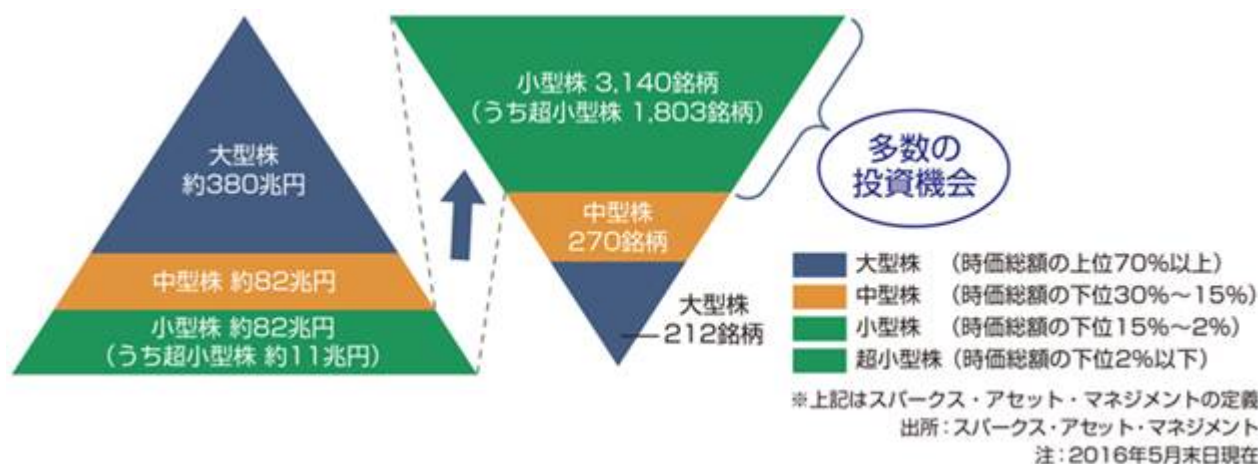 大型株
約380兆円
中型株 約82兆円
小型株 約82兆円
（うち超小型株 約11兆円）
小型株 3,140銘柄
（うち超小型株 1,803銘柄）
中型株
270銘柄
大型株
212銘柄
多数の
投資機会
大型株 （時価総額の上位70%以上）
中型株 （時価総額の下位30%～15%）
小型株 （時価総額の下位15%～2%）
超小型株（時価総額の下位2%以下）
※上記はスパークス・アセット・マネジメントの定義
出所：スパークス・アセット・マネジメント
注：2016年5月末日現在